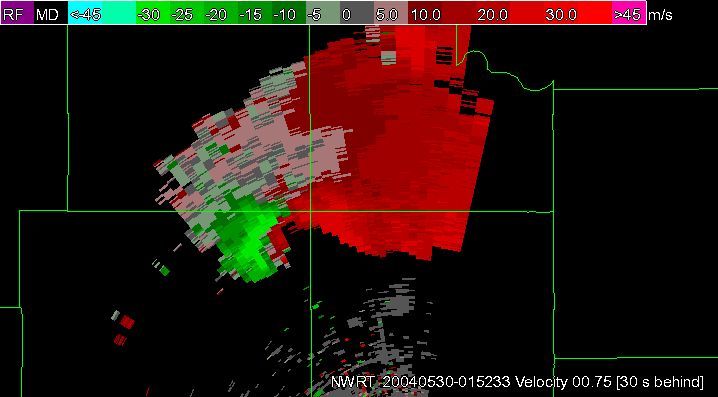 RF MD <-45 -30 -25 -20 -15 -10 -5 0 5.0 10.0 20.0 30.0 >45 m/s
NWRT 20040530-015233 Velocity 00.75 [30 s behind]